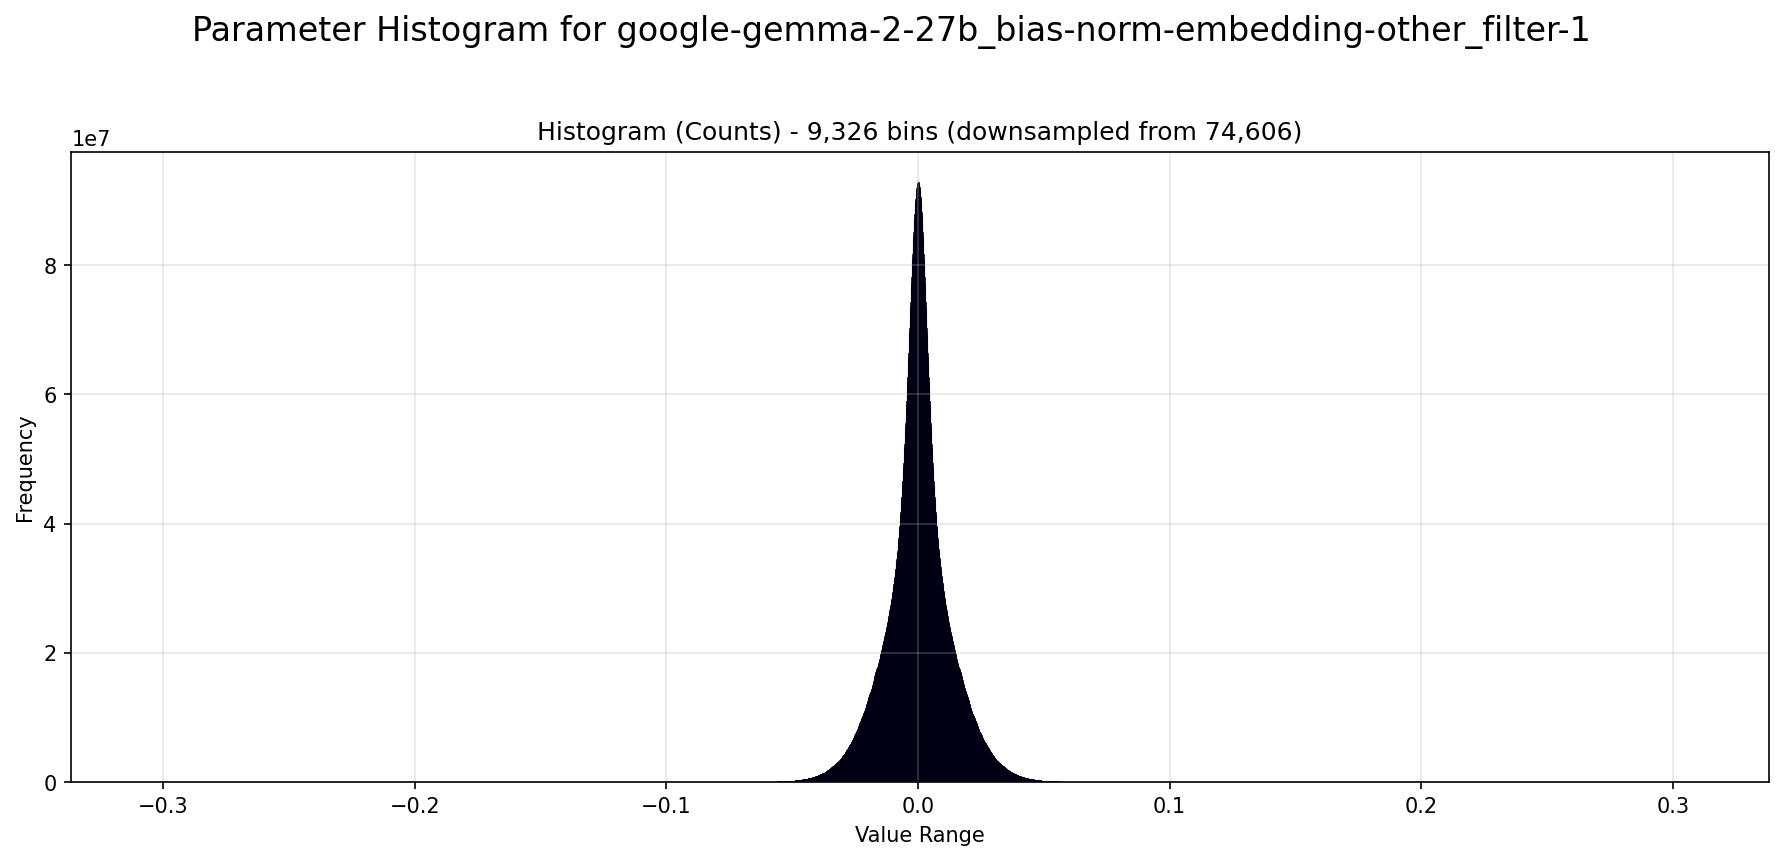 Parameter Histogram for google-gemma-2-27b_bias-norm-embedding-other_filter-1
Histogram (Counts) - 9,326 bins (downsampled from 74,606)
1e7
8
6
4
2
0
Frequency
−0.3 −0.2 −0.1 0.0 0.1 0.2 0.3
Value Range